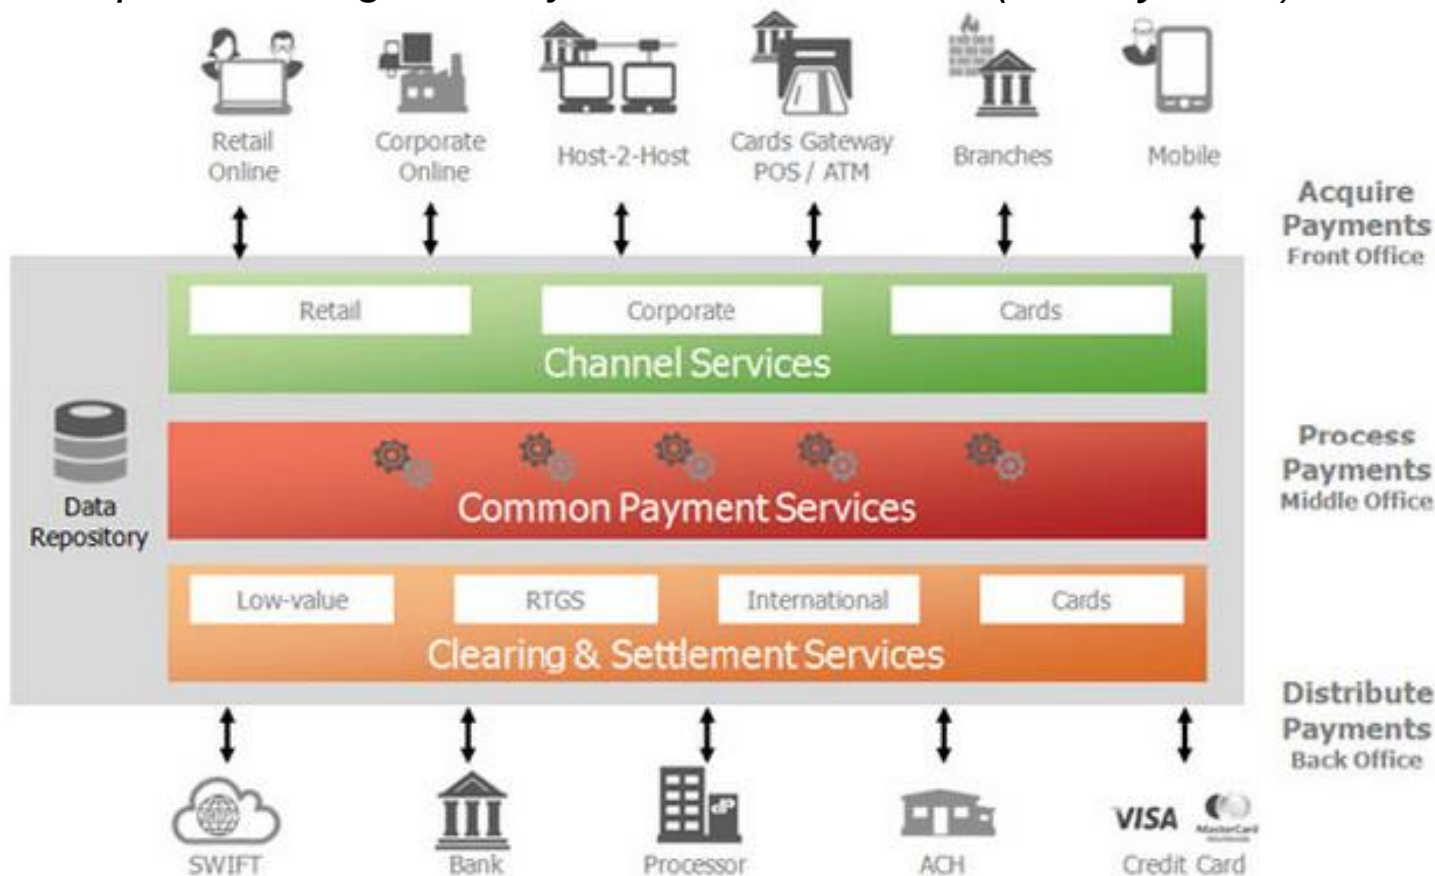 Retail
Online
Corporate
Online
Host-2-Host
Cards Gateway
POS / ATM
Branches
Mobile
Acquire
Payments
Front Office
Retail
Corporate
Cards
Channel Services
Data
Repository
Common Payment Services
Process
Payments
Middle Office
Low-value
RTGS
International
Cards
Clearing & Settlement Services
Distribute
Payments
Back Office
SWIFT
Bank
dP
Processor
ACH
VISA
MasterCard
Credit Card